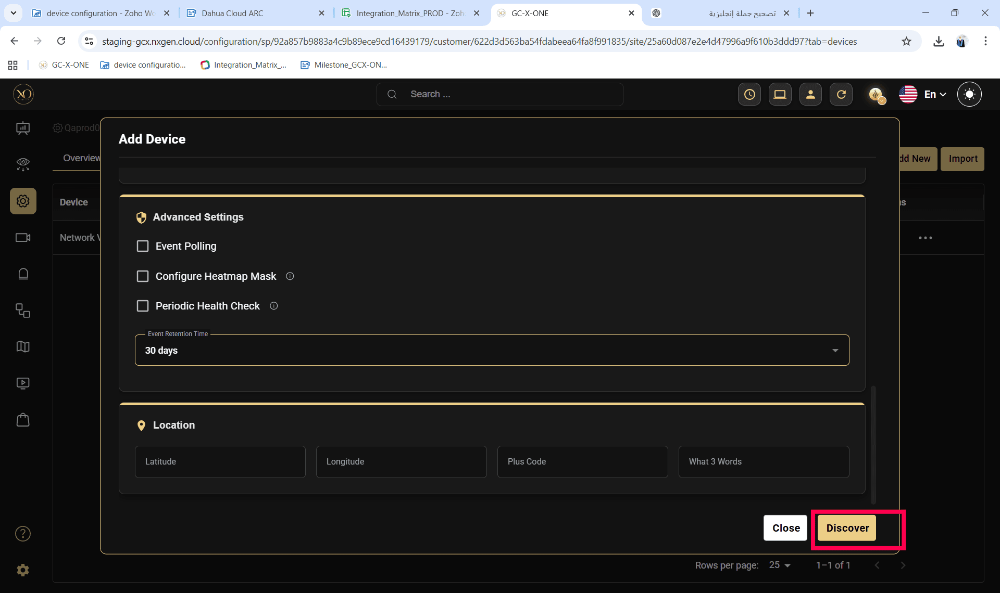 device configuration - Zoho Wo
Dahua Cloud ARC
Integration_Matrix_PROD - Zoh
GC-X-ONE
تصحيح جملة إنجليزية
staging-gcx.nxgen.cloud/configuration/sp/92a857b9883a4c9b89ece9cd16439179/customer/622d3d563ba54fdabeea64fa8f991835/site/25a60d087e2e4d47996a9f610b3ddd97?tab=devices
GC-X-ONE
device configuratio...
Integration_Matrix_...
Milestone_GCX-ON...
XO
Search ...
En
Qaprod0
Add Device
Overview
dd New
Import
Device
s
Advanced Settings
Network V
Event Polling
Configure Heatmap Mask
Periodic Health Check
Event Retention Time
30 days
Location
Latitude
Longitude
Plus Code
What 3 Words
Close
Discover
Rows per page: 25
1–1 of 1